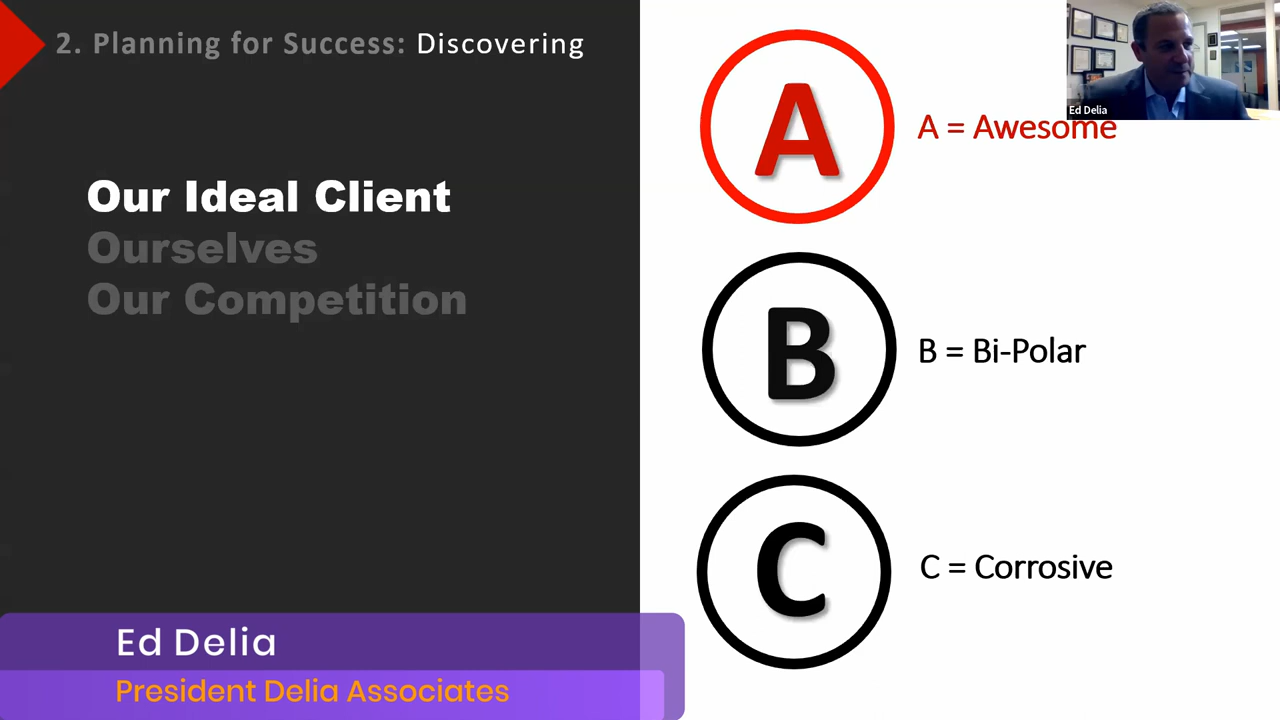 2. Planning for Success: Discovering
Our Ideal Client
Ourselves
Our Competition
A
A = Awesome
Ed Delia
B
B = Bi-Polar
C
C = Corrosive
Ed Delia
President Delia Associates